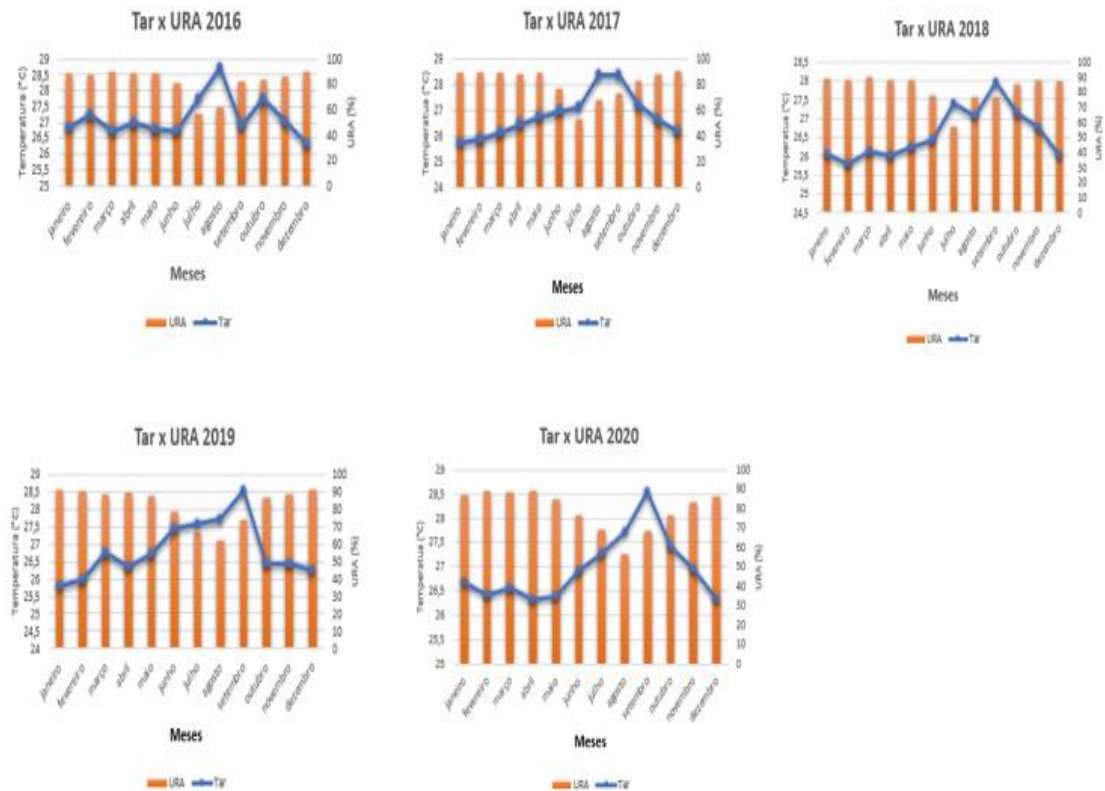 Tar x URA 2016
Temperatura (°C)
29
28,5
28
27,5
27
26,5
26
25,5
25
100
80
60
40
20
0
URA (%)
janeiro
fevereiro
março
abril
maio
junho
julho
agosto
setembro
outubro
novembro
dezembro
Meses
URA Tar
Tar x URA 2017
Temperatua (°C)
29
28
27
26
25
24
100
80
60
40
20
0
URA (%)
janeiro
fevereiro
março
abril
maio
junho
julho
agosto
setembro
outubro
novembro
dezembro
Meses
URA Tar
Tar x URA 2018
Temperatura (°C)
28,5
28
27,5
27
26,5
26
25,5
25
24,5
100
90
80
70
60
50
40
30
20
10
0
URA (%)
janeiro
fevereiro
março
abril
maio
junho
julho
agosto
setembro
outubro
novembro
dezembro
Meses
URA Tar
Tar x URA 2019
Temperatura (°C)
29
28,5
28
27,5
27
26,5
26
25,5
25
24,5
24
100
90
80
70
60
50
40
30
20
10
0
URA (%)
janeiro
fevereiro
março
abril
maio
junho
julho
agosto
setembro
outubro
novembro
dezembro
Meses
URA Tar
Tar x URA 2020
Temperatua (°C)
29
28,5
28
27,5
27
26,5
26
25,5
25
100
90
80
70
60
50
40
30
20
10
0
URA (%)
janeiro
fevereiro
março
abril
maio
junho
julho
agosto
setembro
outubro
novembro
dezembro
Meses
URA Tar